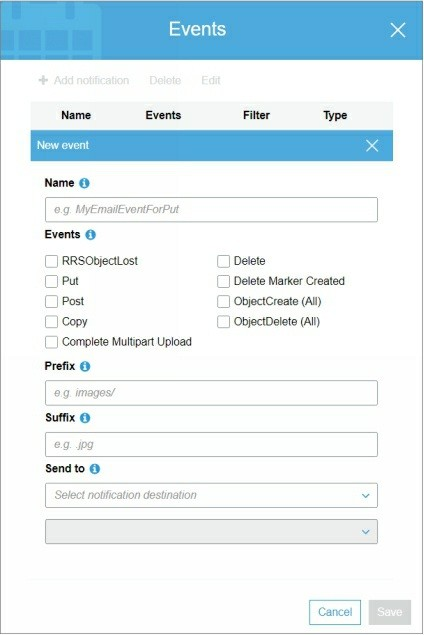 Events
Add notification Delete Edit
Name Events Filter Type
New event
Name
e.g. MyEmailEventForPut
Events
RRSObjectLost Delete
Put Delete Marker Created
Post ObjectCreate (All)
Copy ObjectDelete (All)
Complete Multipart Upload
Prefix
e.g. images/
Suffix
e.g. .jpg
Send to
Select notification destination
Cancel Save